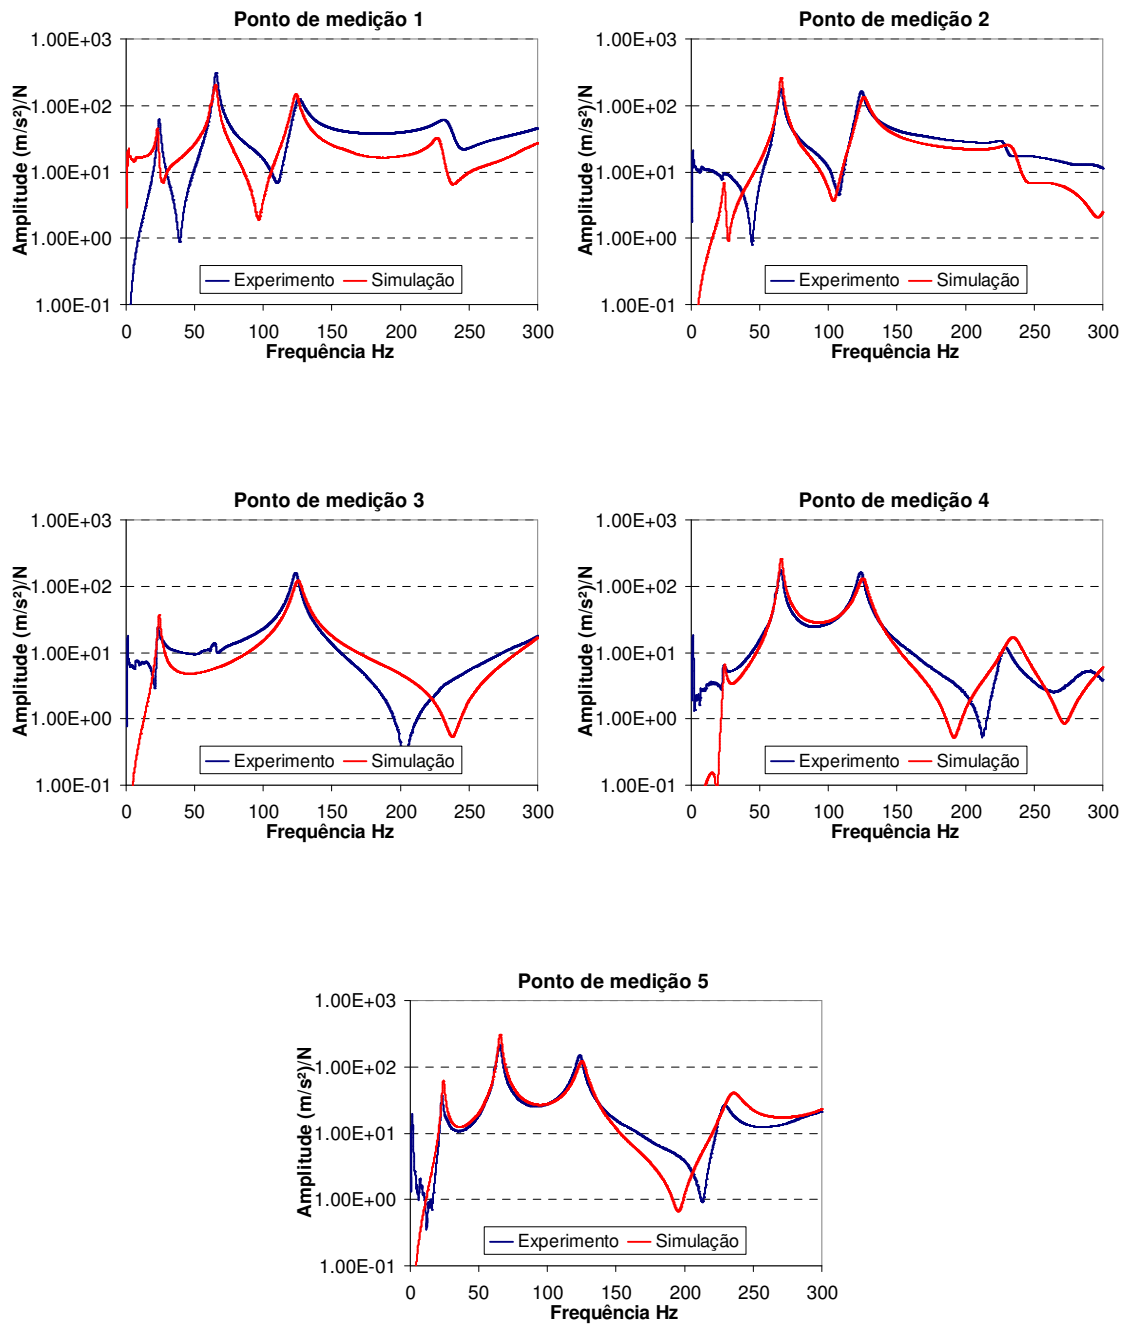 Ponto de medição 1
Amplitude (m/s²)/N
1.00E+03
1.00E+02
1.00E+01
1.00E+00
1.00E-01
Experimento Simulação
0 50 100 150 200 250 300
Frequência Hz
Ponto de medição 2
Amplitude (m/s²)/N
1.00E+03
1.00E+02
1.00E+01
1.00E+00
1.00E-01
Experimento Simulação
0 50 100 150 200 250 300
Frequência Hz
Ponto de medição 3
Amplitude (m/s²)/N
1.00E+03
1.00E+02
1.00E+01
1.00E+00
1.00E-01
Experimento Simulação
0 50 100 150 200 250 300
Frequência Hz
Ponto de medição 4
Amplitude (m/s²)/N
1.00E+03
1.00E+02
1.00E+01
1.00E+00
1.00E-01
Experimento Simulação
0 50 100 150 200 250 300
Frequência Hz
Ponto de medição 5
Amplitude (m/s²)/N
1.00E+03
1.00E+02
1.00E+01
1.00E+00
1.00E-01
Experimento Simulação
0 50 100 150 200 250 300
Frequência Hz